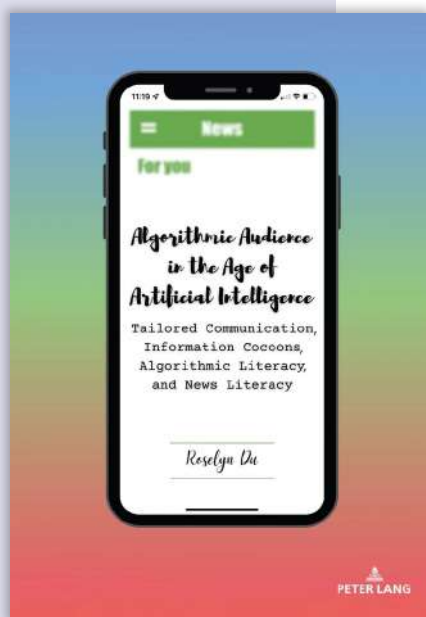 11:19
News
For you
Algorithmic Audience
in the Age of
Artificial Intelligence
Tailored Communication,
Information Cocoons,
Algorithmic Literacy,
and News Literacy
Roselyn Du
PETER LANG